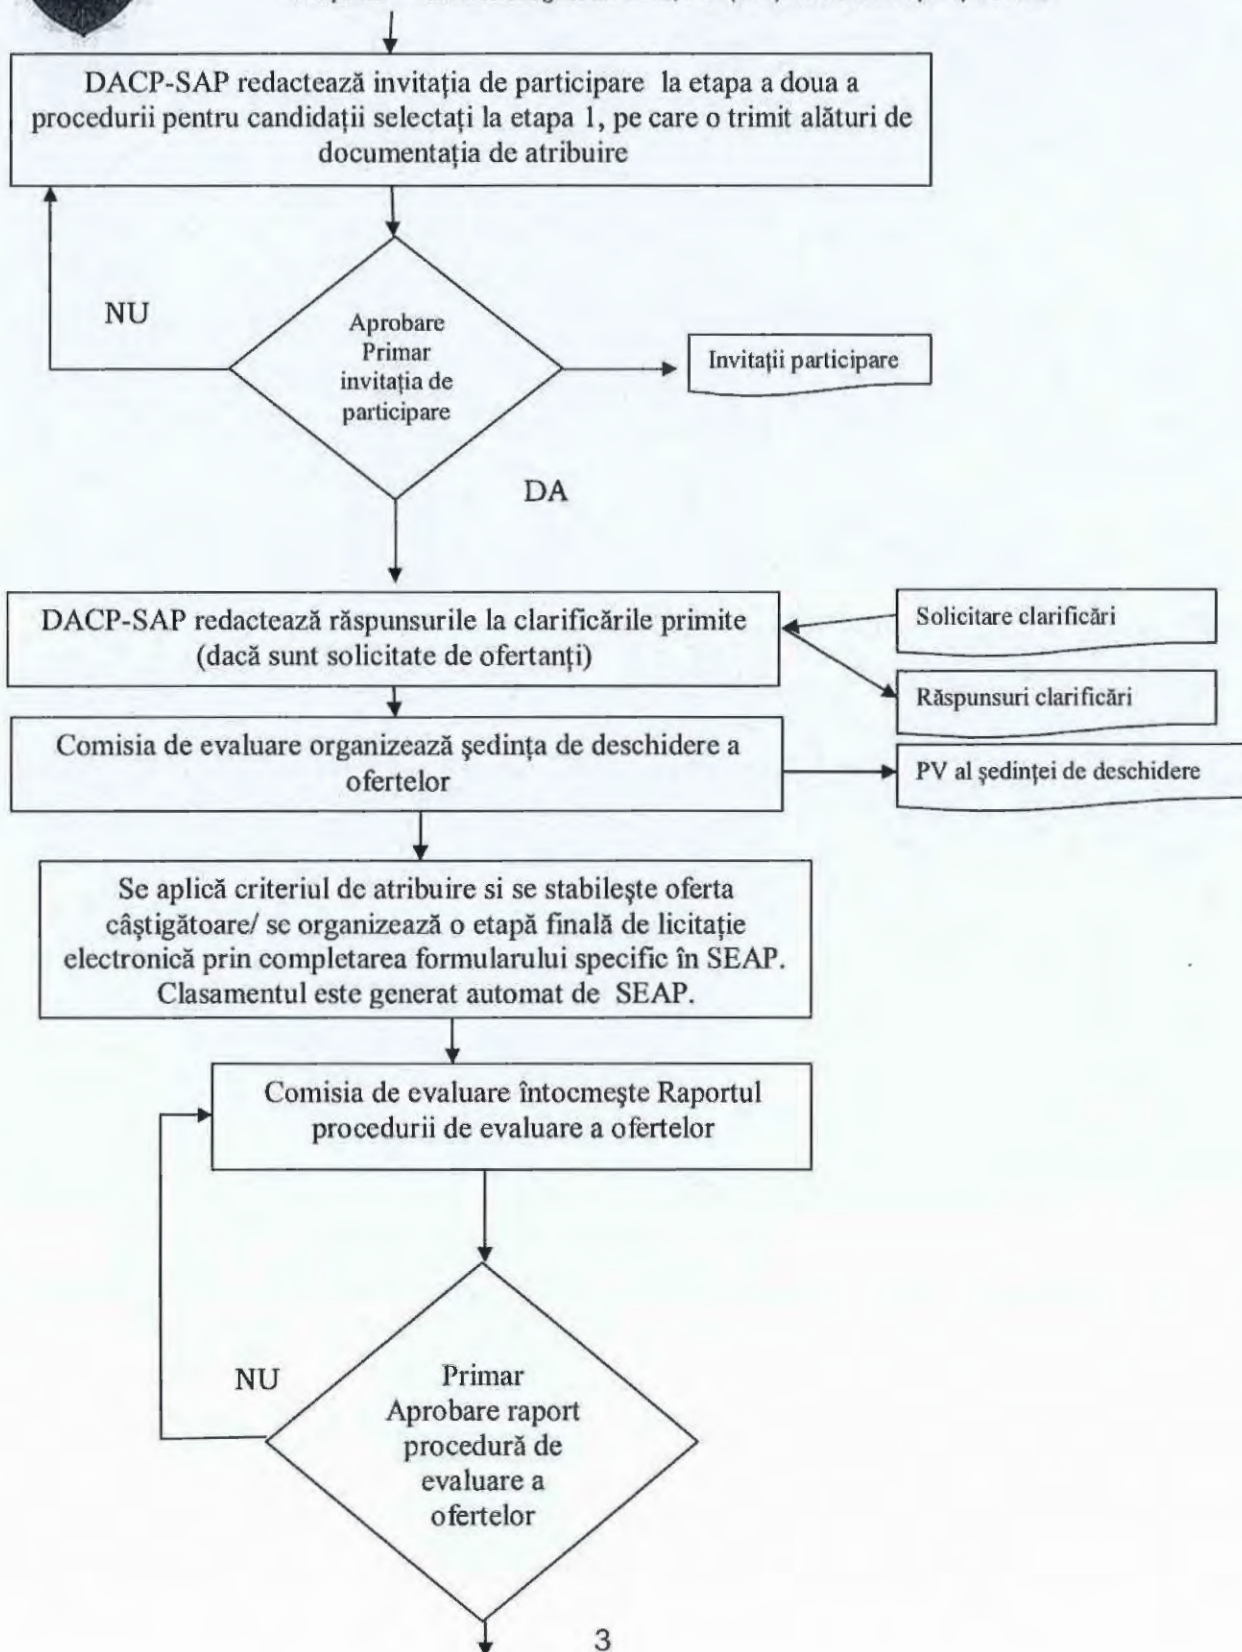 DACP-SAP redactează invitația de participare la etapa a doua a
procedurii pentru candidații selectați la etapa 1, pe care o trimit alături de
documentația de atribuire
NU
Aprobare
Primar
invitația de
participare
Invitații participare
DA
DACP-SAP redactează răspunsurile la clarificările primite
(dacă sunt solicitate de ofertanți)
Solicitare clarificări
Răspunsuri clarificări
Comisia de evaluare organizează şedința de deschidere a
ofertelor
PV al şedinței de deschidere
Se aplică criteriul de atribuire si se stabileşte oferta
câştigătoare/ se organizează o etapă finală de licitație
electronică prin completarea formularului specific în SEAP.
Clasamentul este generat automat de SEAP.
Comisia de evaluare întocmeşte Raportul
procedurii de evaluare a ofertelor
NU
Primar
Aprobare raport
procedură de
evaluare a
ofertelor
3